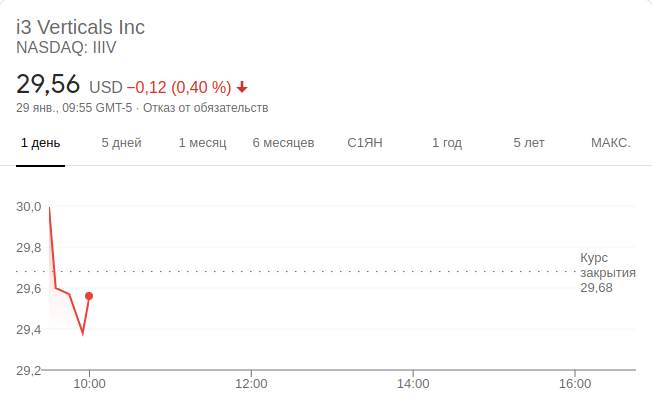 i3 Verticals Inc
NASDAQ: IIIV
29,56 USD −0,12 (0,40 %)
29 янв., 09:55 GMT-5 · Отказ от обязательств
1 день 5 дней 1 месяц 6 месяцев С1ЯН 1 год 5 лет МАКС.
30,0
29,8
Курс
закрытия
29,6
29,68
29,4
29,2
10:00 12:00 14:00 16:00